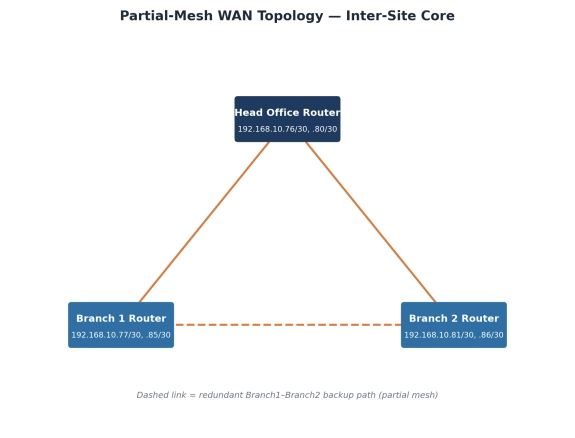 Partial-Mesh WAN Topology — Inter-Site Core
Head Office Router
192.168.10.76/30, .80/30
Branch 1 Router
192.168.10.77/30, .85/30
Branch 2 Router
192.168.10.81/30, .86/30
Dashed link = redundant Branch1–Branch2 backup path (partial mesh)